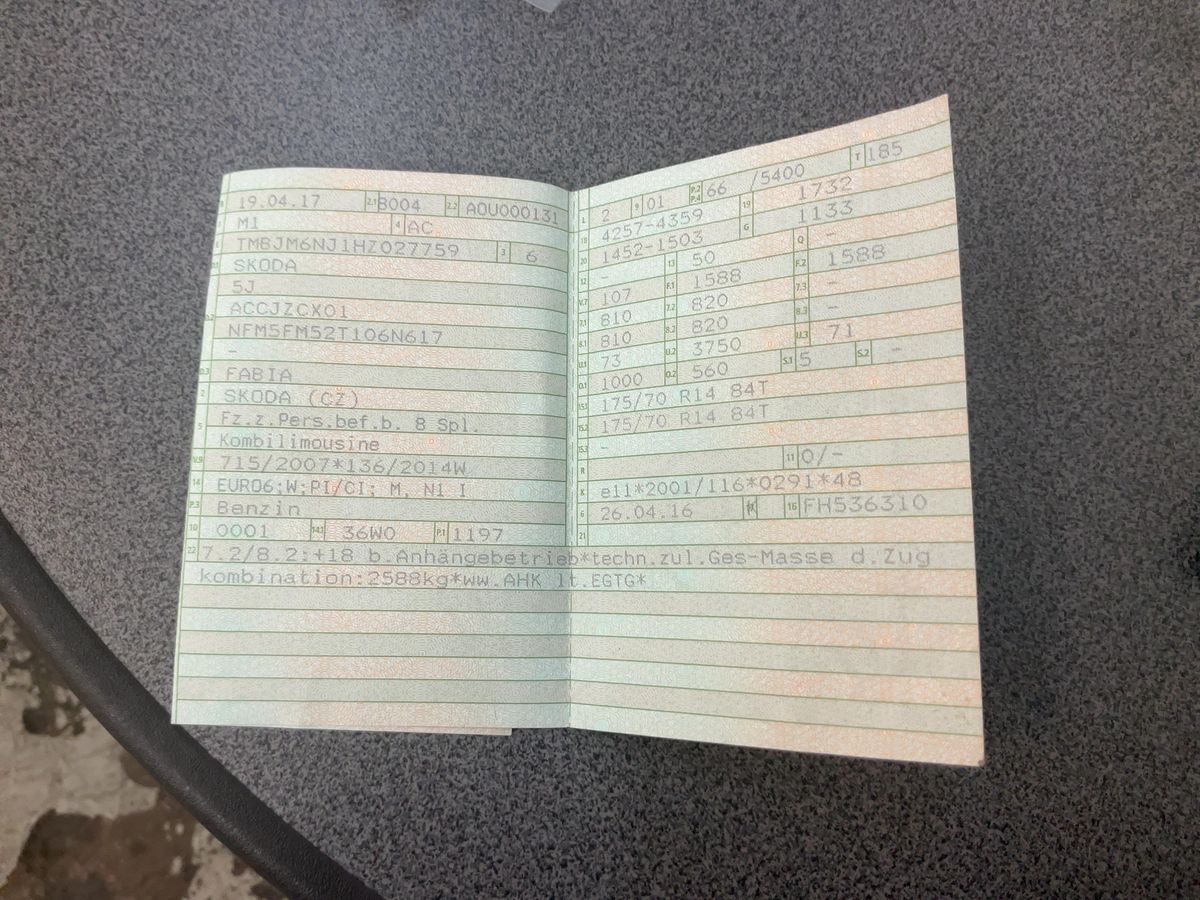 B 19.04.17 2.1 8004 2.2 AOU000131
M1 4 AC
TMBJM6NJ1HZ027759 3 6
SKODA
5J
D.2 ACCJZCX01
NFM5FM52T106N617
-
D.3 FABIA
2 SKODA (CZ)
5 Fz.z.Pers.bef.b. 8 Spl.
Kombilimousine
V.9 715/2007*136/2014W
14 EURO6;W;PI/CI; M, N1 I
P.3 Benzin
10 0001 14.1 36W0 P.1 1197
L 2 9 01 P.2 P.4 66 /5400 T 185
18 4257-4359 19 1732
20 1452-1503 G 1133
12 - 13 50 Q -
V.7 107 F.1 1588 F.2 1588
7.1 810 7.2 820 7.3 -
8.1 810 8.2 820 8.3 -
U.1 73 U.2 3750 U.3 71
O.1 1000 O.2 560 S.1 5 S.2 -
15.1 175/70 R14 84T
15.2 175/70 R14 84T
15.3 -
R 11 0/-
K e11*2001/116*0291*48
6 26.04.16 17 K 16 FH536310
21
22 7.2/8.2:+18 b.Anhängebetrieb*techn.zul.Ges-Masse d.Zug
kombination:2588kg*ww.AHK lt.EGTG*